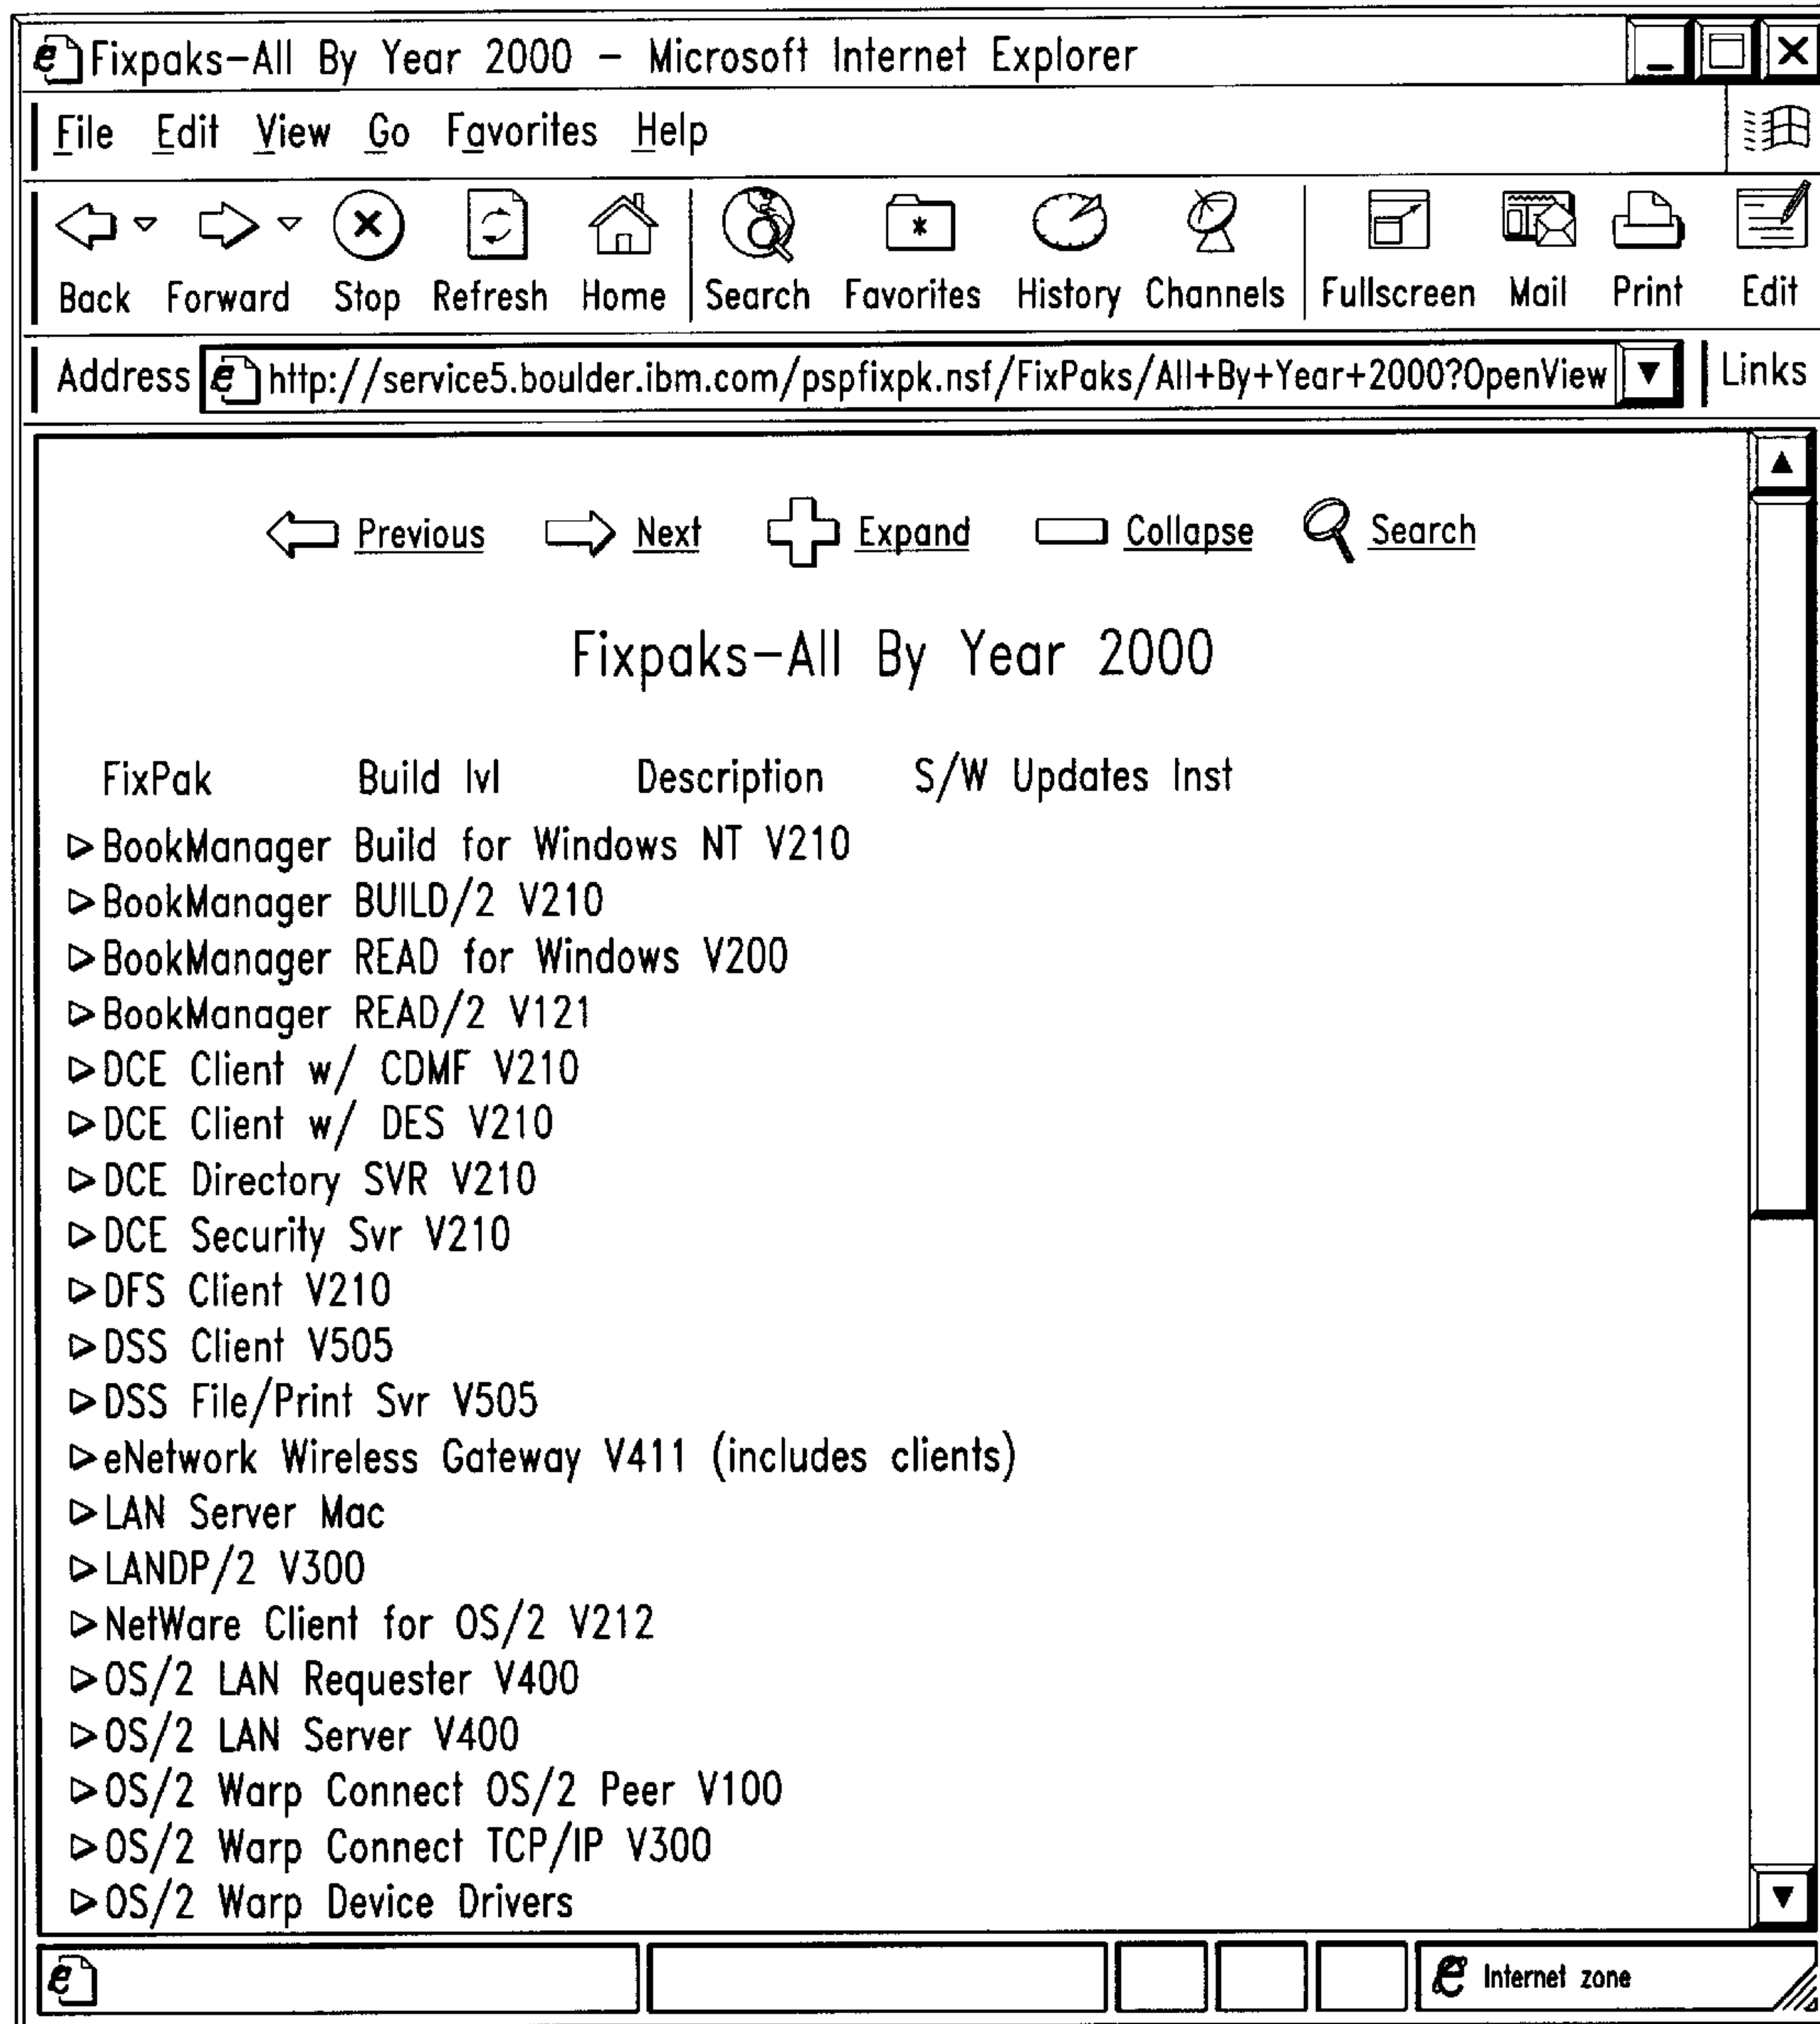 Fixpaks-All By Year 2000 - Microsoft Internet Explorer
File Edit View Go Favorites Help
Back Forward Stop Refresh Home Search Favorites History Channels Fullscreen Mail Print Edit
Address http://service5.boulder.ibm.com/pspfixpk.nsf/FixPaks/All+By+Year+2000?OpenView Links
Previous Next Expand Collapse Search
Fixpaks-All By Year 2000
FixPak Build lvl Description S/W Updates Inst
BookManager Build for Windows NT V210
BookManager BUILD/2 V210
BookManager READ for Windows V200
BookManager READ/2 V121
DCE Client w/ CDMF V210
DCE Client w/ DES V210
DCE Directory SVR V210
DCE Security Svr V210
DFS Client V210
DSS Client V505
DSS File/Print Svr V505
eNetwork Wireless Gateway V411 (includes clients)
LAN Server Mac
LANDP/2 V300
NetWare Client for OS/2 V212
OS/2 LAN Requester V400
OS/2 LAN Server V400
OS/2 Warp Connect OS/2 Peer V100
OS/2 Warp Connect TCP/IP V300
OS/2 Warp Device Drivers
Internet zone